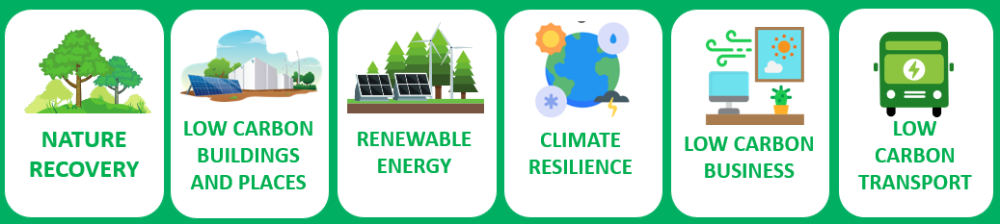 NATURE
RECOVERY
LOW CARBON
BUILDINGS
AND PLACES
RENEWABLE
ENERGY
CLIMATE
RESILIENCE
LOW CARBON
BUSINESS
LOW
CARBON
TRANSPORT